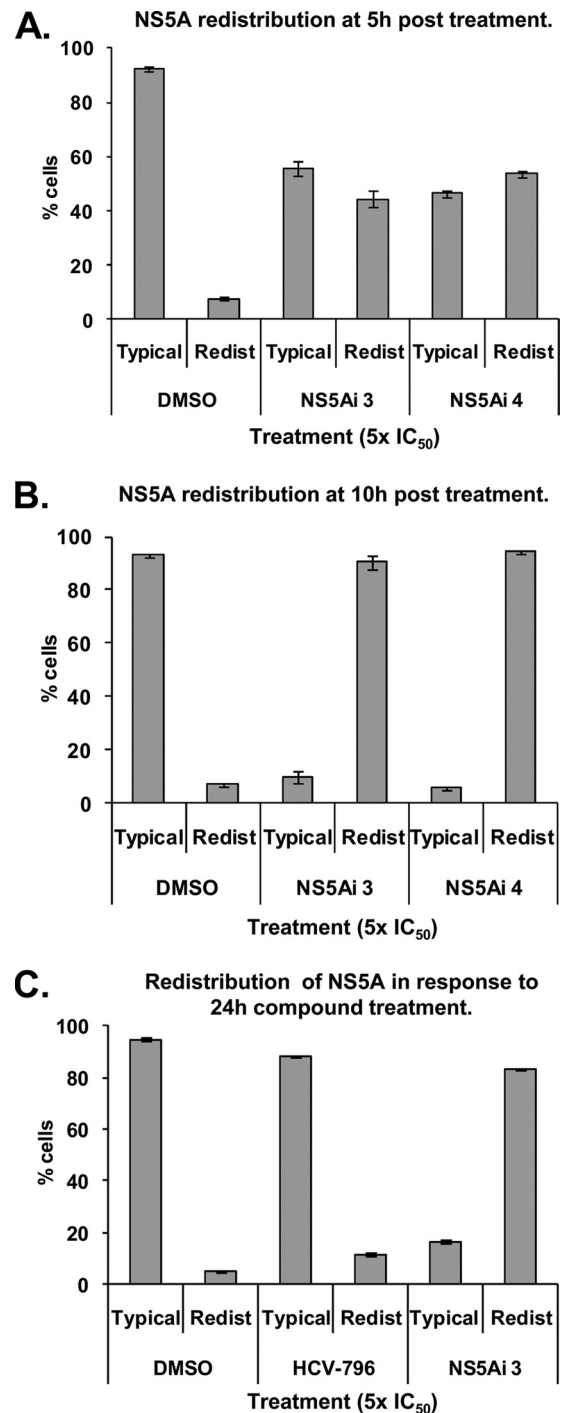 A.
NS5A redistribution at 5h post treatment.
% cells
100
80
60
40
20
0
Typical Redist Typical Redist Typical Redist
DMSO NS5Ai 3 NS5Ai 4
Treatment (5x IC₅₀)
B.
NS5A redistribution at 10h post treatment.
% cells
100
80
60
40
20
0
Typical Redist Typical Redist Typical Redist
DMSO NS5Ai 3 NS5Ai 4
Treatment (5x IC₅₀)
C.
Redistribution of NS5A in response to
24h compound treatment.
% cells
100
80
60
40
20
0
Typical Redist Typical Redist Typical Redist
DMSO HCV-796 NS5Ai 3
Treatment (5x IC₅₀)